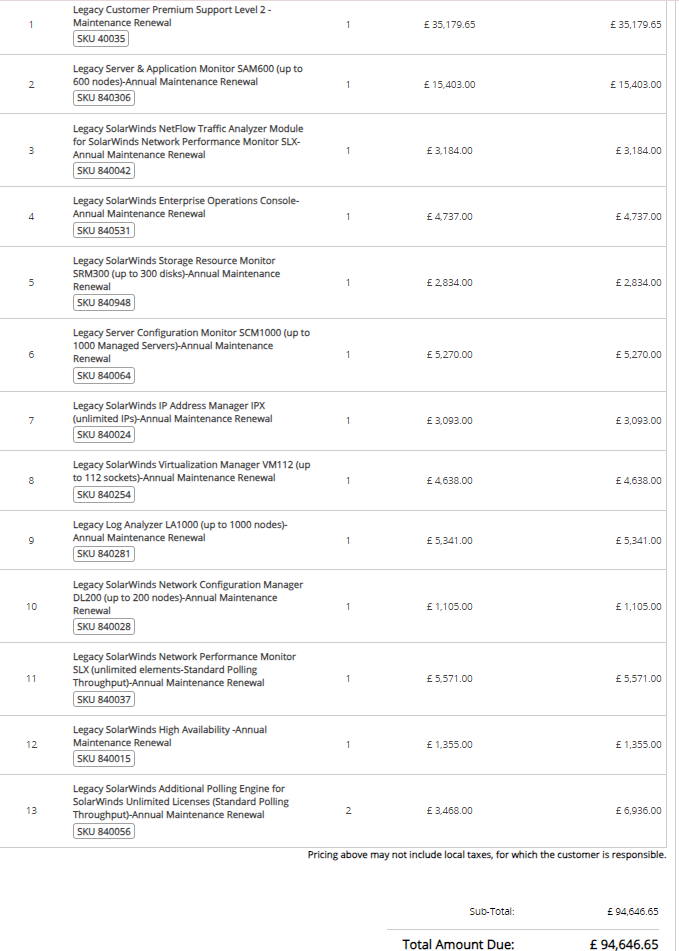 Legacy Customer Premium Support Level 2 -
1 Maintenance Renewal 1 £ 35,179.65 £ 35,179.65
SKU 40035
Legacy Server & Application Monitor SAM600 (up to
2 600 nodes)-Annual Maintenance Renewal 1 £ 15,403.00 £ 15,403.00
SKU 840306
Legacy SolarWinds NetFlow Traffic Analyzer Module
for SolarWinds Network Performance Monitor SLX-
3 Annual Maintenance Renewal 1 £ 3,184.00 £ 3,184.00
SKU 840042
Legacy SolarWinds Enterprise Operations Console-
4 Annual Maintenance Renewal 1 £ 4,737.00 £ 4,737.00
SKU 840531
Legacy SolarWinds Storage Resource Monitor
SRM300 (up to 300 disks)-Annual Maintenance
5 Renewal 1 £ 2,834.00 £ 2,834.00
SKU 840948
Legacy Server Configuration Monitor SCM1000 (up to
1000 Managed Servers)-Annual Maintenance
6 Renewal 1 £ 5,270.00 £ 5,270.00
SKU 840064
Legacy SolarWinds IP Address Manager IPX
7 (unlimited IPs)-Annual Maintenance Renewal 1 £ 3,093.00 £ 3,093.00
SKU 840024
Legacy SolarWinds Virtualization Manager VM112 (up
8 to 112 sockets)-Annual Maintenance Renewal 1 £ 4,638.00 £ 4,638.00
SKU 840254
Legacy Log Analyzer LA1000 (up to 1000 nodes)-
9 Annual Maintenance Renewal 1 £ 5,341.00 £ 5,341.00
SKU 840281
Legacy SolarWinds Network Configuration Manager
DL200 (up to 200 nodes)-Annual Maintenance
10 Renewal 1 £ 1,105.00 £ 1,105.00
SKU 840028
Legacy SolarWinds Network Performance Monitor
SLX (unlimited elements-Standard Polling
11 Throughput)-Annual Maintenance Renewal 1 £ 5,571.00 £ 5,571.00
SKU 840037
Legacy SolarWinds High Availability -Annual
12 Maintenance Renewal 1 £ 1,355.00 £ 1,355.00
SKU 840015
Legacy SolarWinds Additional Polling Engine for
SolarWinds Unlimited Licenses (Standard Polling
13 Throughput)-Annual Maintenance Renewal 2 £ 3,468.00 £ 6,936.00
SKU 840056
Pricing above may not include local taxes, for which the customer is responsible.
Sub-Total: £ 94,646.65
Total Amount Due: £ 94,646.65